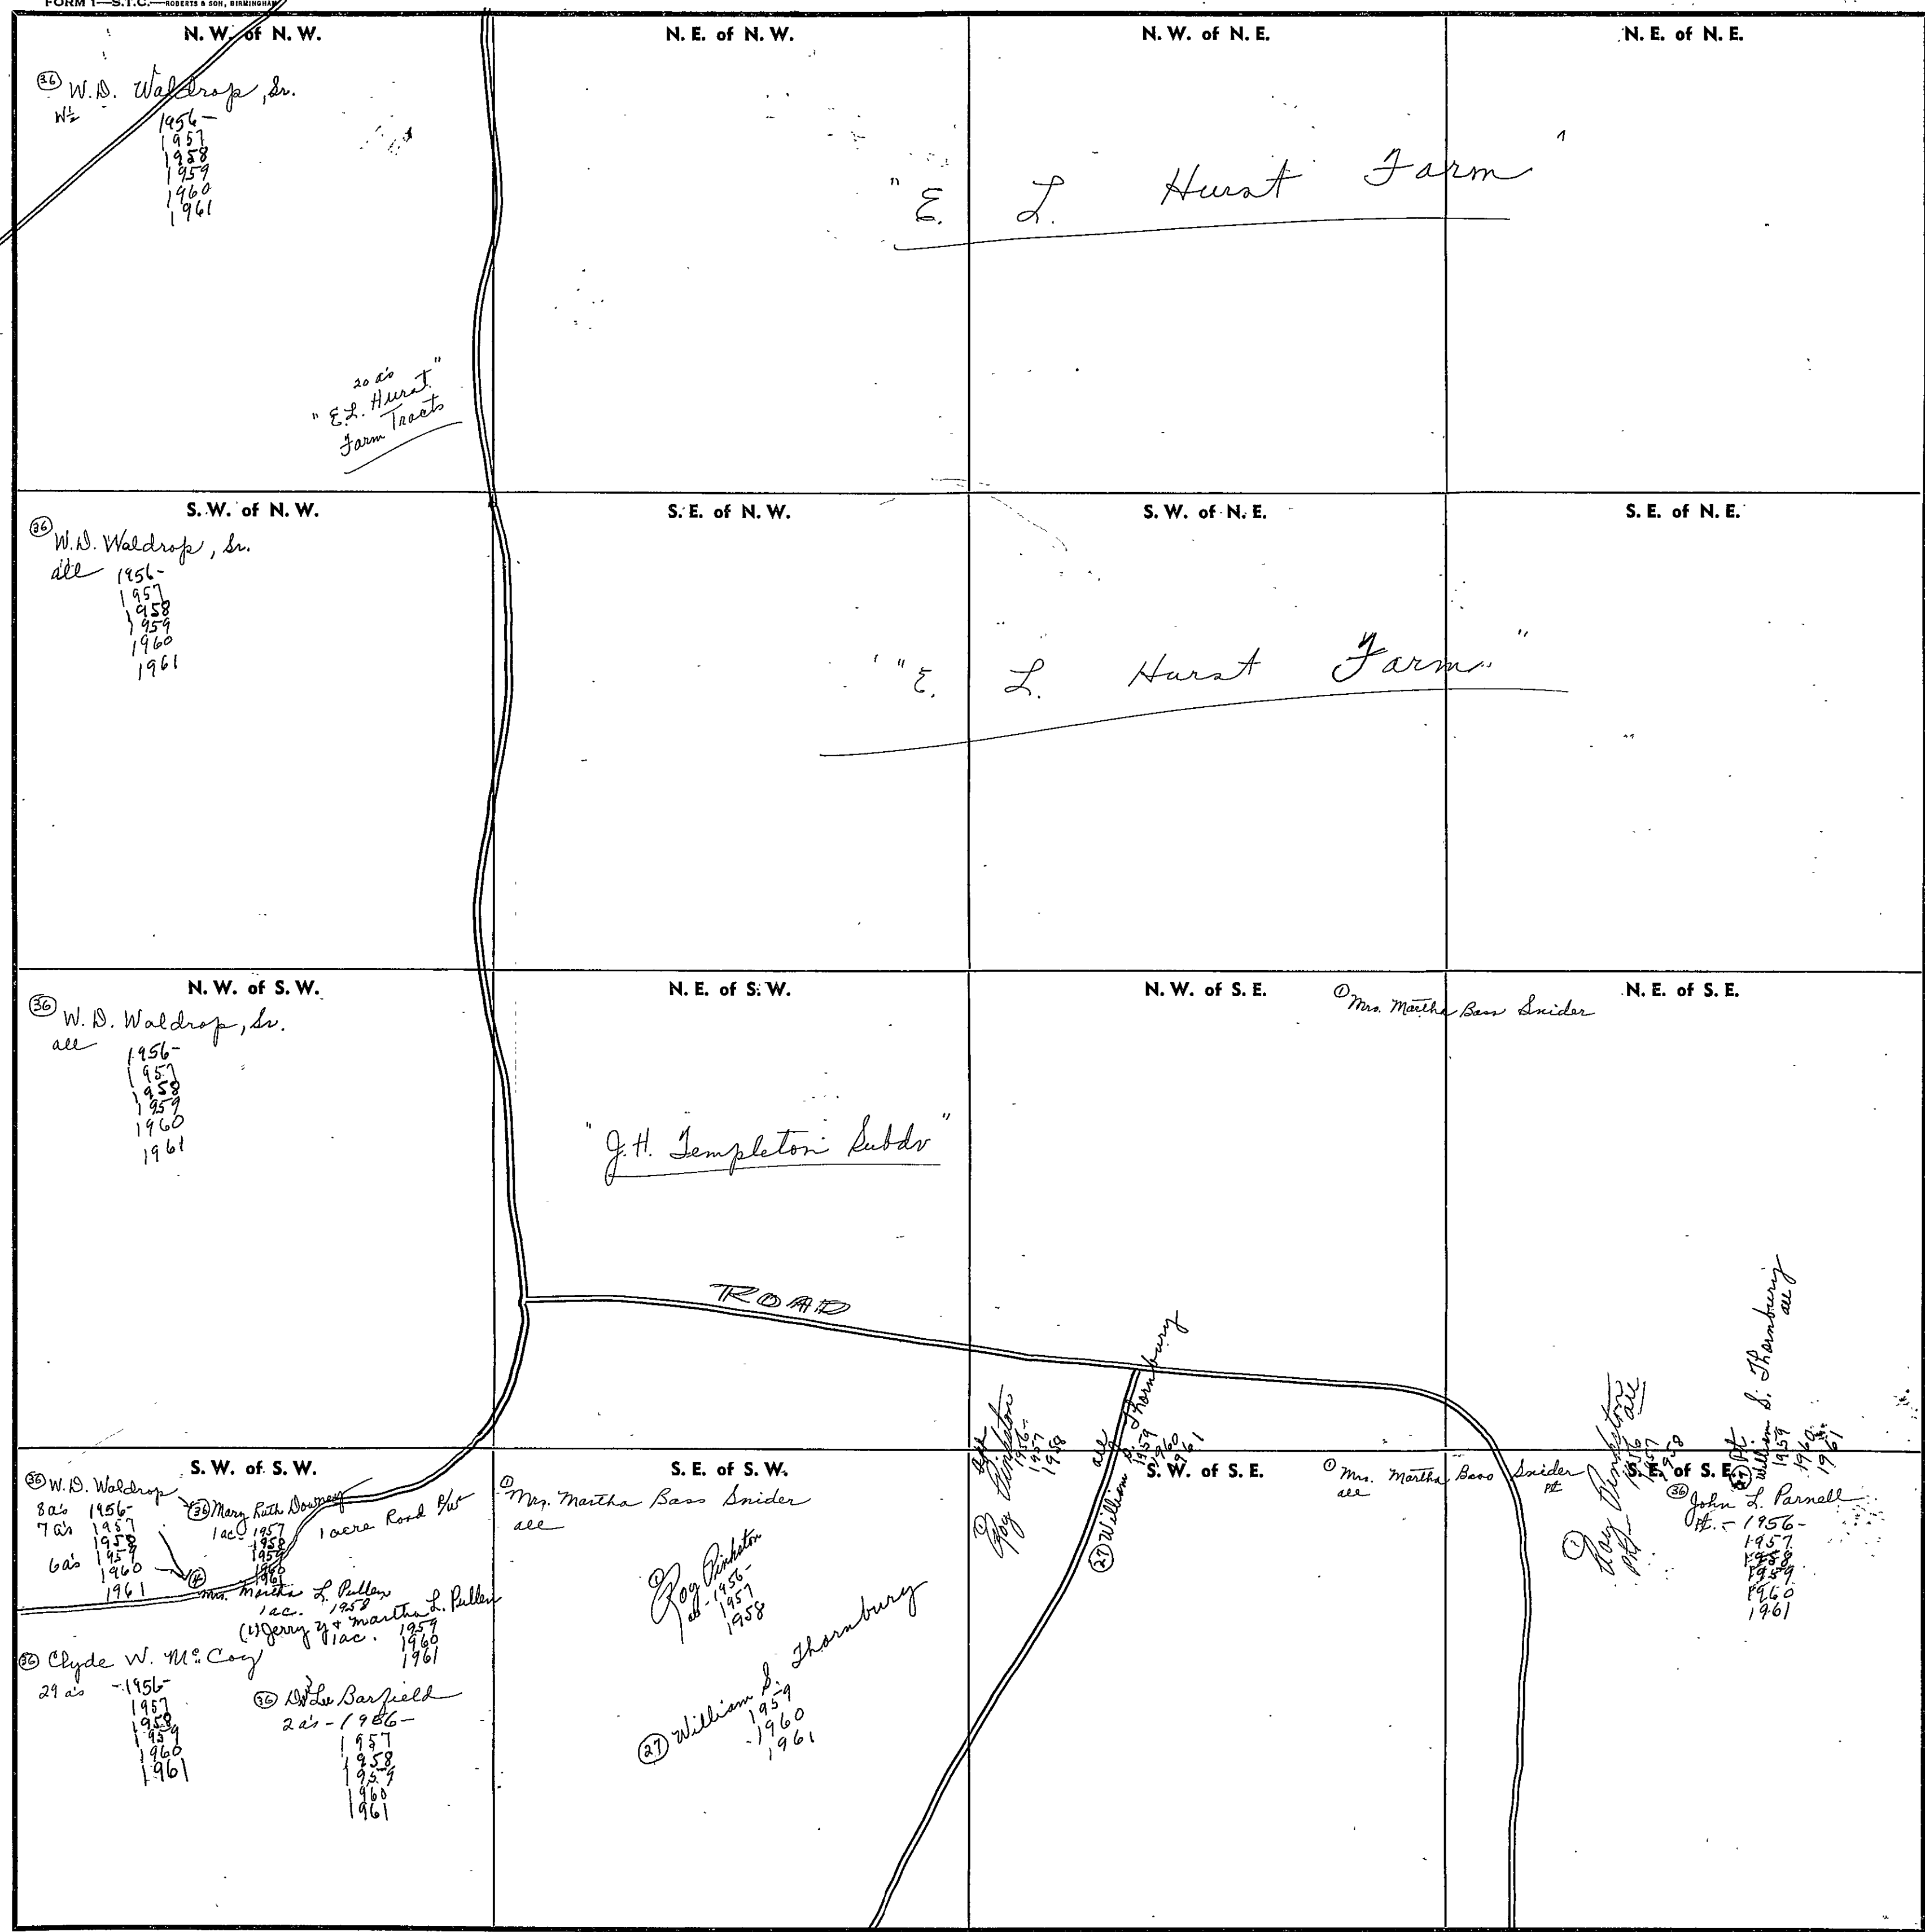 FORM 1—S.T.C.—ROBERTS & SON, BIRMINGHAM
N. W. of N. W.
N. E. of N. W.
N. W. of N. E.
N. E. of N. E.
(36) W.D. Waldrop, Sr.
W½
1956-
1957
1958
1959
1960
1961
"E. L. Hurst Farm"
20 a's
"E.L. Hurst"
Farm Tracts
S. W. of N. W.
S. E. of N. W.
S. W. of N. E.
S. E. of N. E.
(36) W.D. Waldrop, Sr.
all 1956-
1957
1958
1959
1960
1961
"E. L. Hurst Farm"
N. W. of S. W.
N. E. of S. W.
N. W. of S. E.
N. E. of S. E.
(36) W.D. Waldrop, Sr.
all
1956-
1957
1958
1959
1960
1961
(1) Mrs. Martha Bass Snider
"J.H. Templeton Subdv"
ROAD
S. W. of S. W.
S. E. of S. W.
S. W. of S. E.
S. E. of S. E.
(36) W.D. Waldrop
8 a's 1956-
7 a's 1957
1958
6 a's 1959
1960
1961
(36) Mary Ruth Downey
1 ac - 1957
1958
1959
1960
1961
1 acre Road R/W
Mrs. Martha L. Pullen
1 ac. 1958
Jerry Y & Martha L. Pullen
1 ac. 1959
1960
1961
(36) Clyde W. McCoy
29 a's -1956-
1957
1958
1959
1960
1961
(36) Lee Barfield
2 a's - 1956-
1957
1958
1959
1960
1961
(1) Mrs. Martha Bass Snider
all
(1) Roy Pinkston
1956-
1957
1958
(27) William S. Thornbury
1959
1960
1961
(1) Roy Pinkston
1956-
1957
1958
(27) William S. Thornbury
all
1959
1960
1961
(1) Mrs. Martha Bass Snider
all
pt
(1) Roy Pinkston
all
pt
1956
1957
1958
(27) pt
William S. Thornbury
all
1959
1960
1961
(36) John L. Parnell
Pt. - 1956-
1957
1958
1959
1960
1961